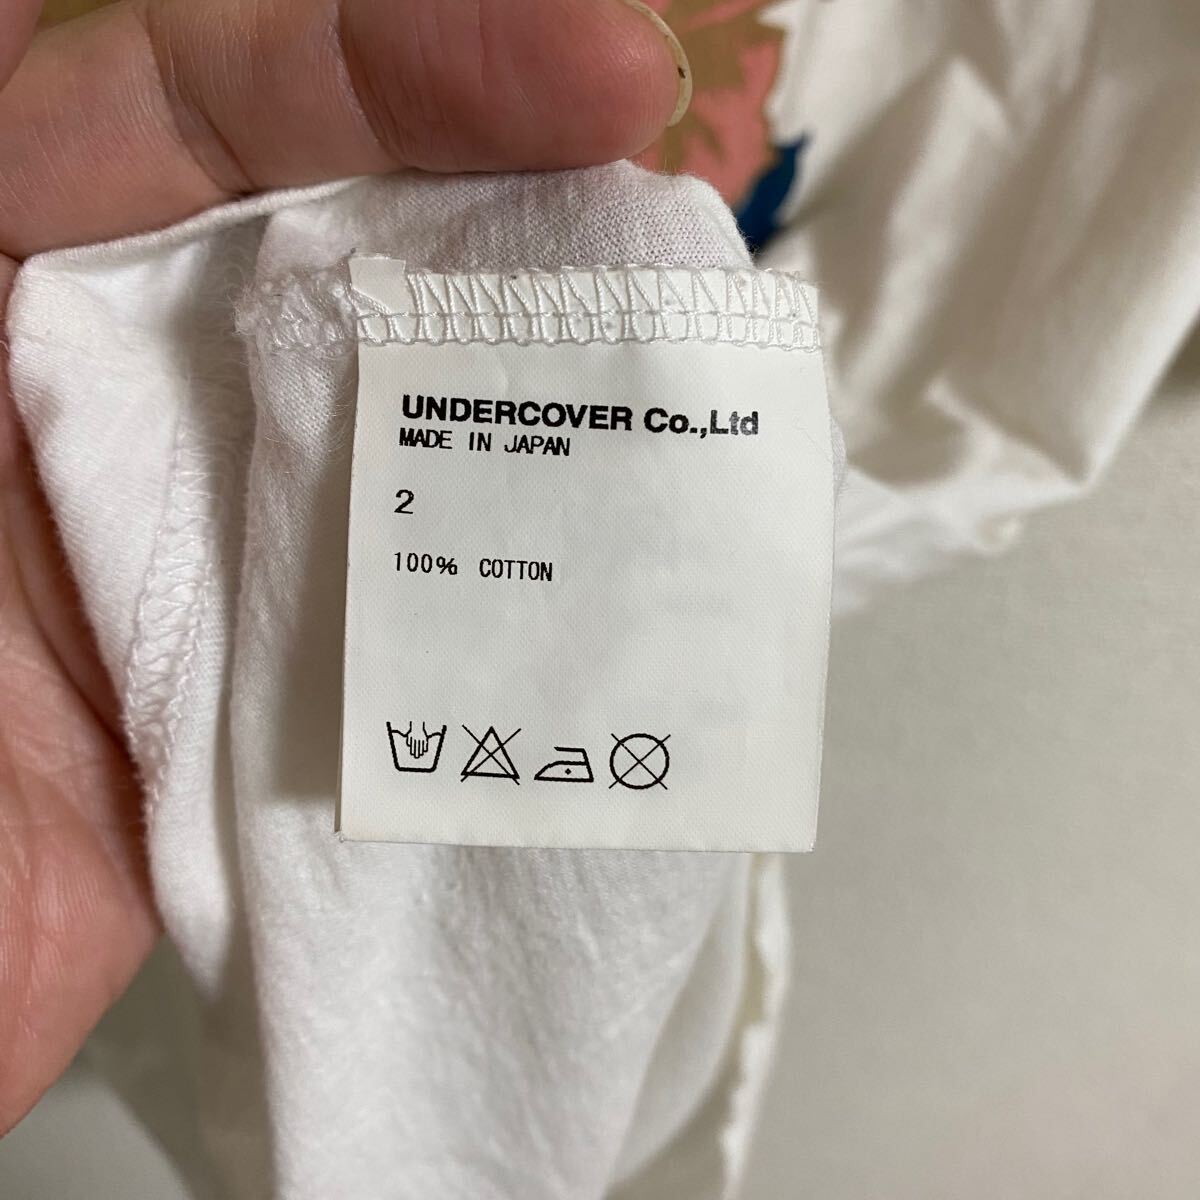 UNDERCOVER Co.,Ltd
MADE IN JAPAN
2
100% COTTON